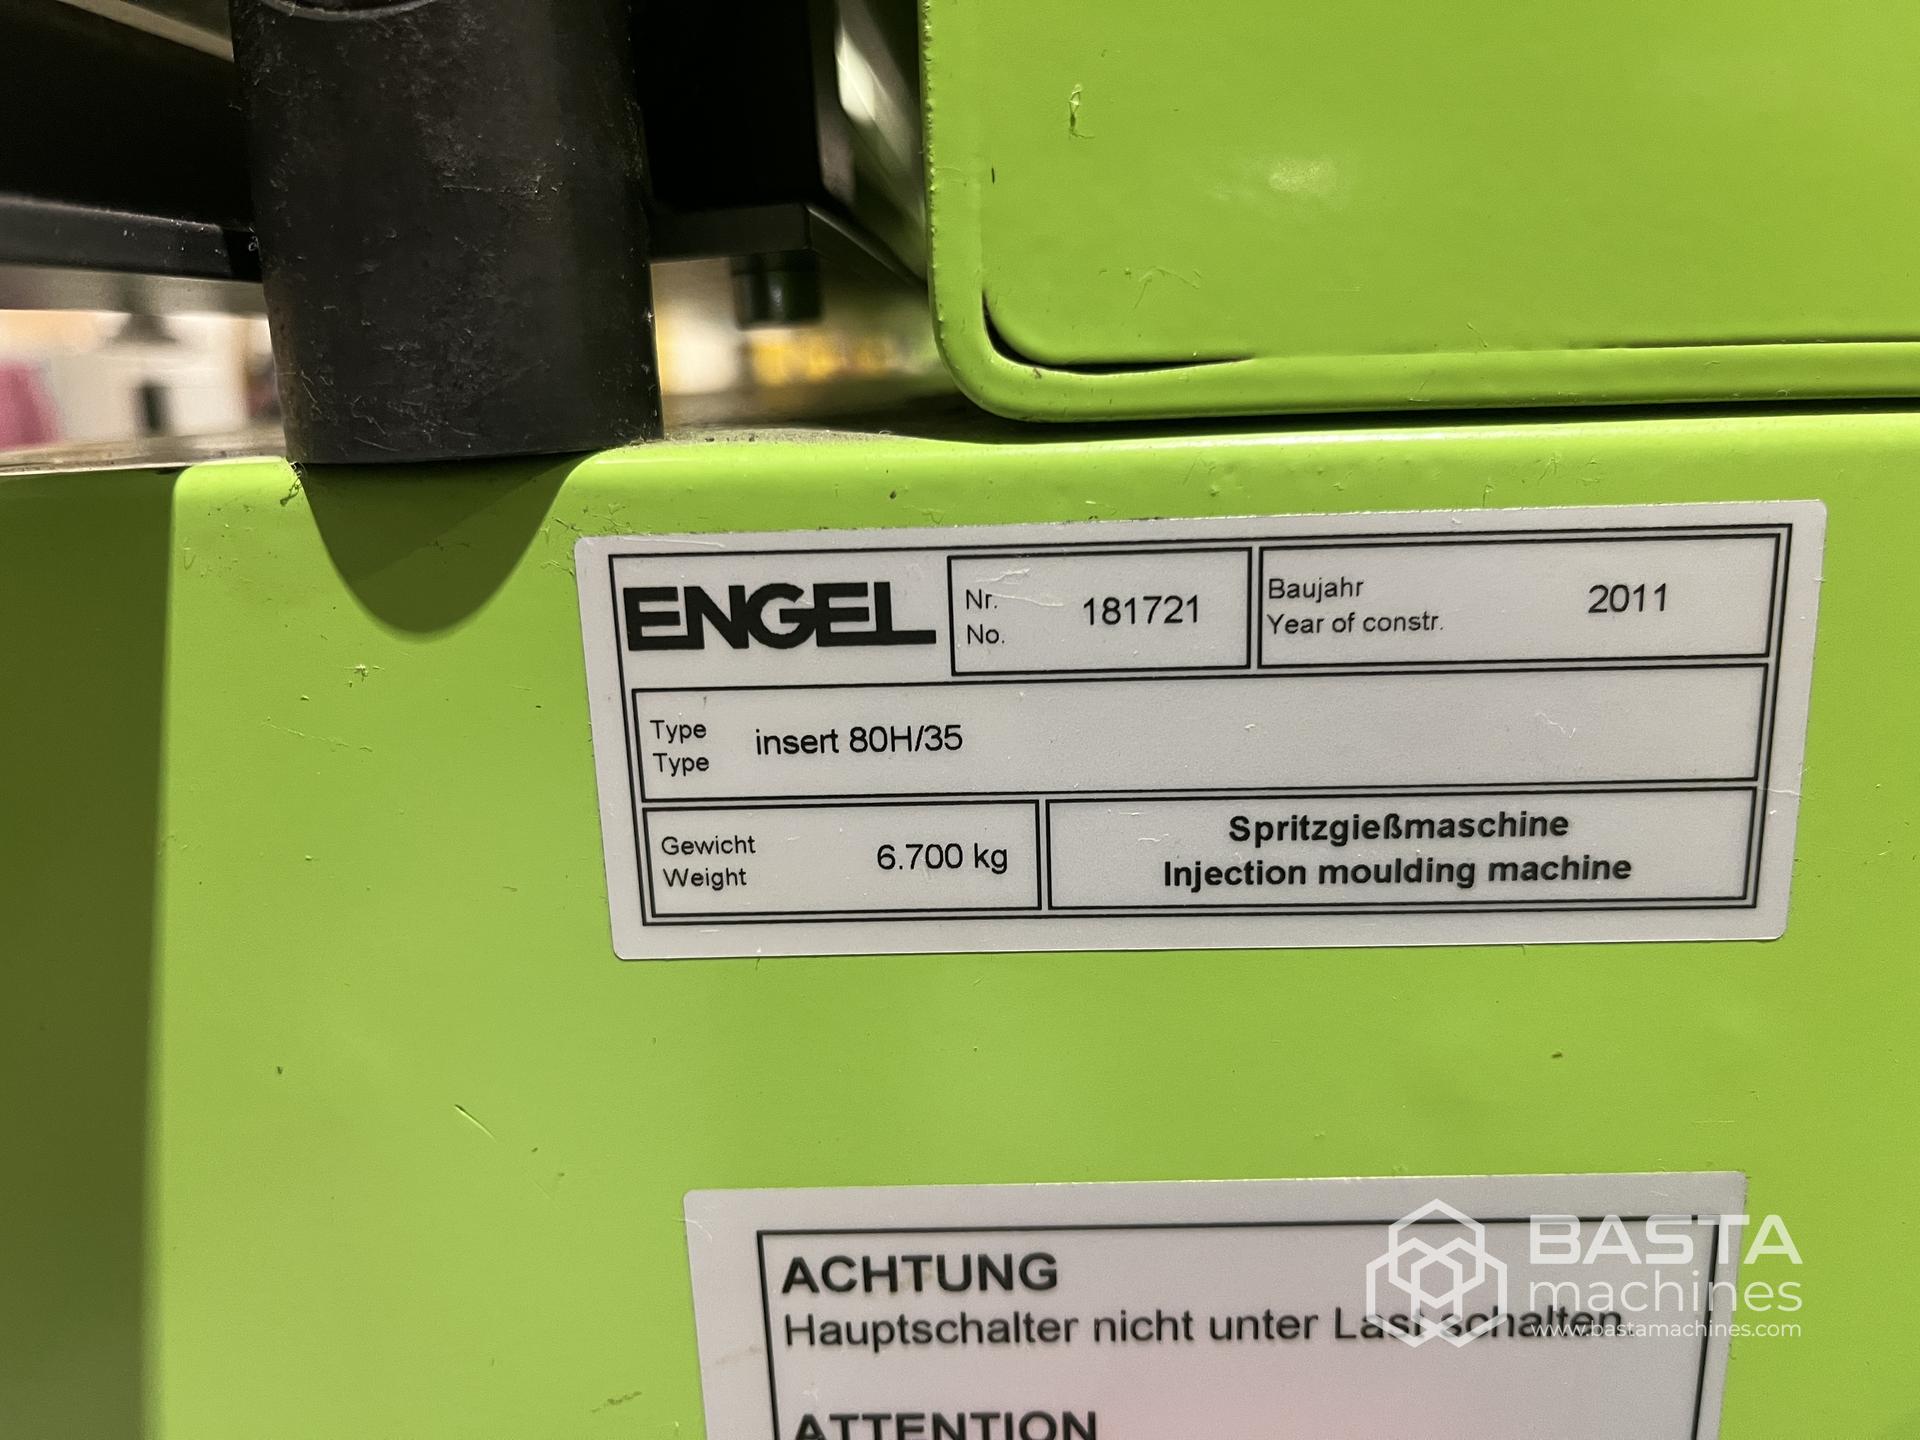 ENGEL
Nr.
No.
181721
Baujahr
Year of constr.
2011
Type
Type
insert 80H/35
Gewicht
Weight
6.700 kg
Spritzgießmaschine
Injection moulding machine
ACHTUNG
Hauptschalter nicht unter Last schalten.
ATTENTION
BASTA
machines
www.bastamachines.com